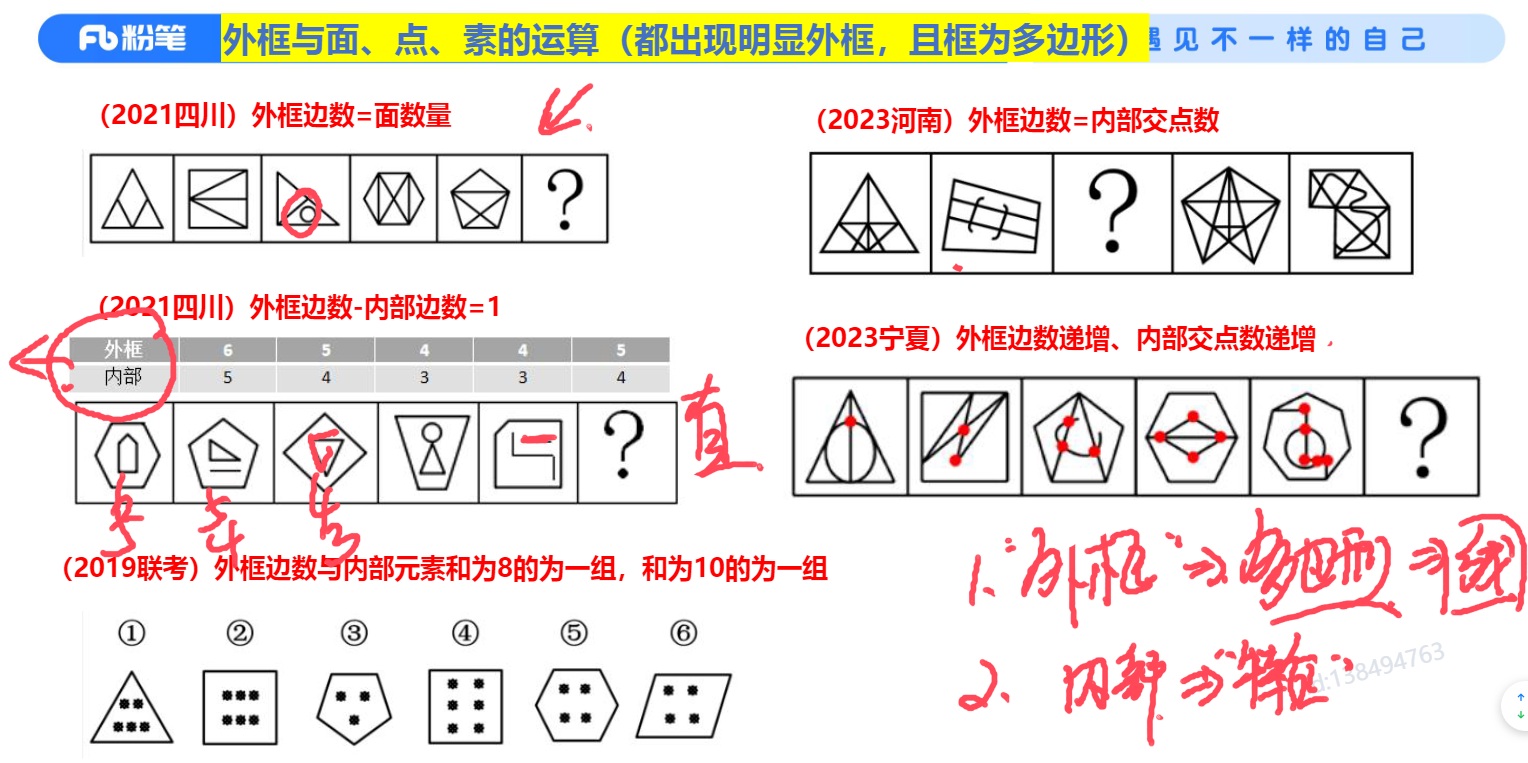 粉笔
外框与面、点、素的运算（都出现明显外框，且框为多边形）
遇见不一样的自己
（2021四川）外框边数=面数量
?
（2021四川）外框边数-内部边数=1
外框 6 5 4 4 5
内部 5 4 3 3 4
?
直
5 5 4
4 3
（2019联考）外框边数与内部元素和为8的为一组，和为10的为一组
① ② ③ ④ ⑤ ⑥
（2023河南）外框边数=内部交点数
?
（2023宁夏）外框边数递增、内部交点数递增
?
1. "外框" ⇒ 多边形 ⇒
2、内部 ⇒
d:138494763